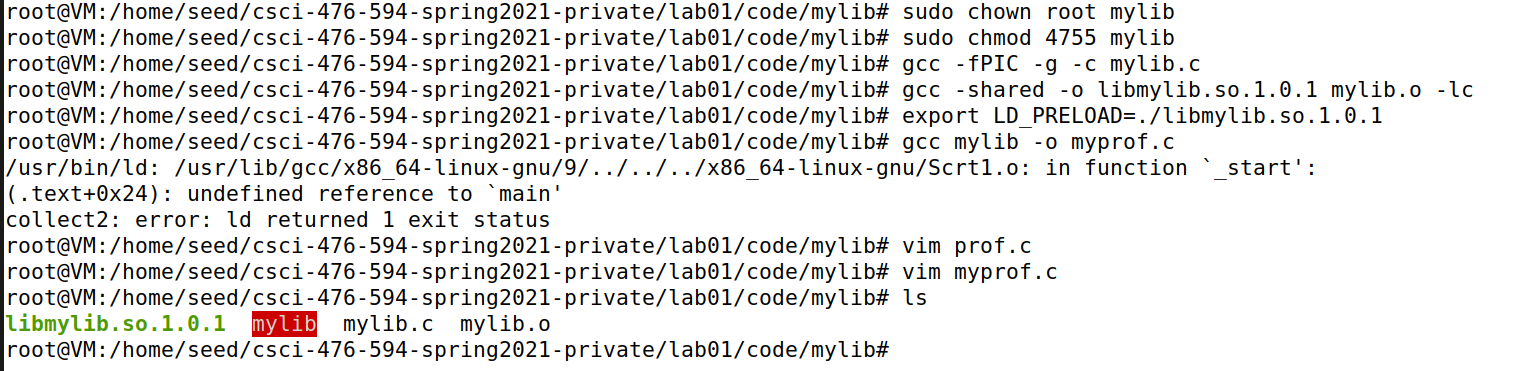 root@VM:/home/seed/csci-476-594-spring2021-private/lab01/code/mylib# sudo chown root mylib
root@VM:/home/seed/csci-476-594-spring2021-private/lab01/code/mylib# sudo chmod 4755 mylib
root@VM:/home/seed/csci-476-594-spring2021-private/lab01/code/mylib# gcc -fPIC -g -c mylib.c
root@VM:/home/seed/csci-476-594-spring2021-private/lab01/code/mylib# gcc -shared -o libmylib.so.1.0.1 mylib.o -lc
root@VM:/home/seed/csci-476-594-spring2021-private/lab01/code/mylib# export LD_PRELOAD=./libmylib.so.1.0.1
root@VM:/home/seed/csci-476-594-spring2021-private/lab01/code/mylib# gcc mylib -o myprof.c
/usr/bin/ld: /usr/lib/gcc/x86_64-linux-gnu/9/../../../x86_64-linux-gnu/Scrt1.o: in function `_start':
(.text+0x24): undefined reference to `main'
collect2: error: ld returned 1 exit status
root@VM:/home/seed/csci-476-594-spring2021-private/lab01/code/mylib# vim prof.c
root@VM:/home/seed/csci-476-594-spring2021-private/lab01/code/mylib# vim myprof.c
root@VM:/home/seed/csci-476-594-spring2021-private/lab01/code/mylib# ls
libmylib.so.1.0.1  mylib  mylib.c  mylib.o
root@VM:/home/seed/csci-476-594-spring2021-private/lab01/code/mylib#